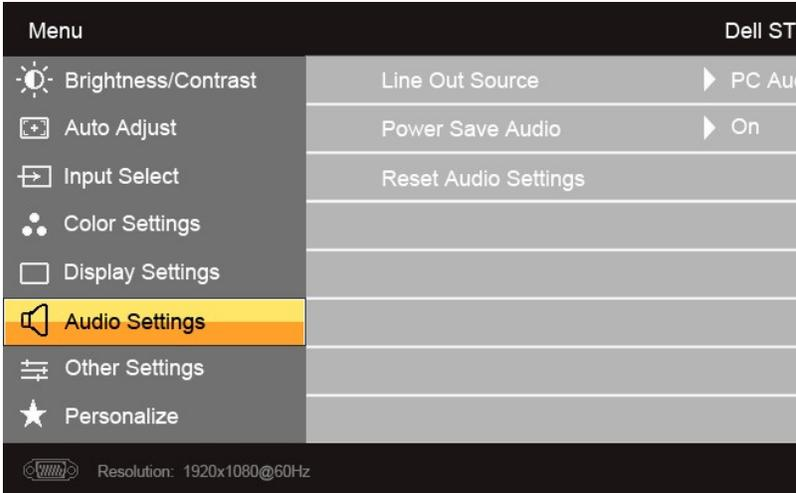 Menu Dell ST
Brightness/Contrast Line Out Source PC Au
Auto Adjust Power Save Audio On
Input Select Reset Audio Settings
Color Settings
Display Settings
Audio Settings
Other Settings
Personalize
Resolution: 1920x1080@60Hz